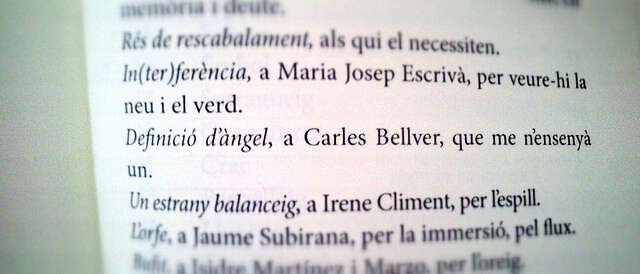 memòria i deute.
Rés de rescabalament, als qui el necessiten.
In(ter)ferència, a Maria Josep Escrivà, per veure-hi la
neu i el verd.
Definició d'àngel, a Carles Bellver, que me n'ensenyà
un.
Un estrany balanceig, a Irene Climent, per l'espill.
L'orfe, a Jaume Subirana, per la immersió, pel flux.
Bufit, a Isidre Martínez i Marzo, per l'oreig.